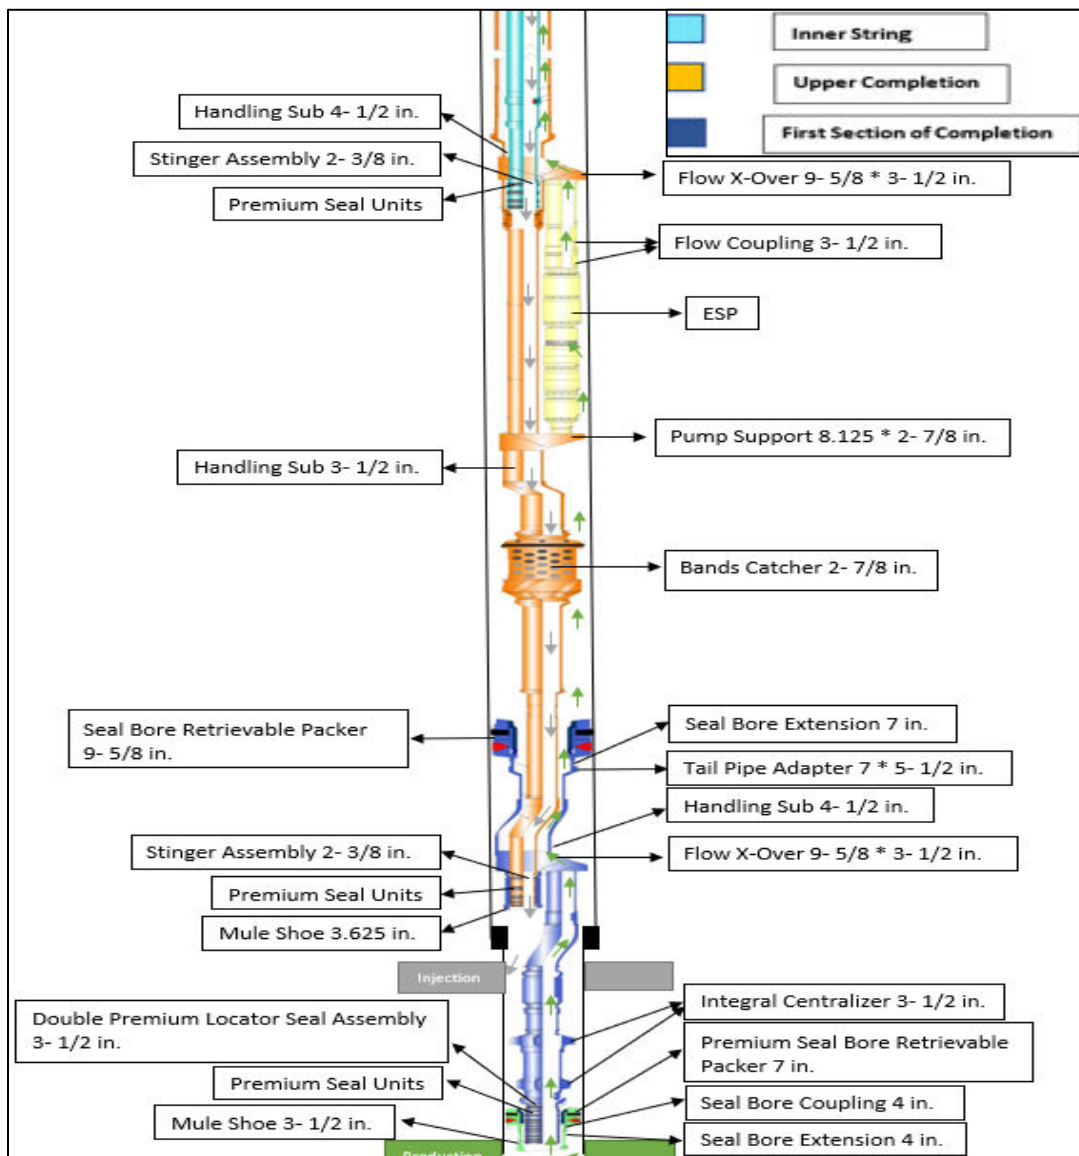 Inner String
Upper Completion
First Section of Completion
Handling Sub 4- 1/2 in.
Stinger Assembly 2- 3/8 in.
Premium Seal Units
Flow X-Over 9- 5/8 * 3- 1/2 in.
Flow Coupling 3- 1/2 in.
ESP
Pump Support 8.125 * 2- 7/8 in.
Handling Sub 3- 1/2 in.
Bands Catcher 2- 7/8 in.
Seal Bore Retrievable Packer
9- 5/8 in.
Seal Bore Extension 7 in.
Tail Pipe Adapter 7 * 5- 1/2 in.
Handling Sub 4- 1/2 in.
Stinger Assembly 2- 3/8 in.
Flow X-Over 9- 5/8 * 3- 1/2 in.
Premium Seal Units
Mule Shoe 3.625 in.
Injection
Integral Centralizer 3- 1/2 in.
Double Premium Locator Seal Assembly
3- 1/2 in.
Premium Seal Bore Retrievable
Packer 7 in.
Premium Seal Units
Seal Bore Coupling 4 in.
Mule Shoe 3- 1/2 in.
Seal Bore Extension 4 in.
Production